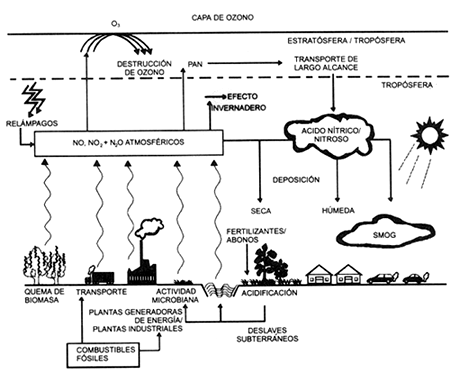 CAPA DE OZONO
O₃
ESTRATÓSFERA / TROPÓSFERA
DESTRUCCIÓN
DE OZONO
PAN
TRANSPORTE DE
LARGO ALCANCE
TROPÓSFERA
EFECTO
INVERNADERO
RELÁMPAGOS
NO, NO₂ + N₂O ATMOSFÉRICOS
ACIDO NÍTRICO/
NITROSO
DEPOSICIÓN
SECA
HÚMEDA
SMOG
FERTILIZANTES/
ABONOS
QUEMA DE
BIOMASA
TRANSPORTE
ACTIVIDAD
MICROBIANA
ACIDIFICACIÓN
PLANTAS GENERADORAS
DE ENERGÍA/
PLANTAS INDUSTRIALES
DESLAVES
SUBTERRÁNEOS
COMBUSTIBLES
FÓSILES